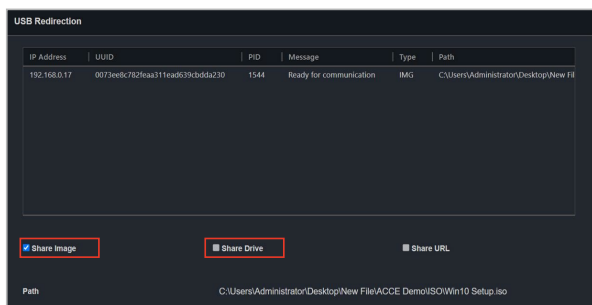 USB Redirection
IP Address UUID PID Message Type Path
192.168.0.17 0073ee8c782feaa311ead639cbdda230 1544 Ready for communication IMG C:\Users\Administrator\Desktop\New Fil
Share Image Share Drive Share URL
Path C:\Users\Administrator\Desktop\New File\ACCE Demo\ISO\Win10 Setup.iso